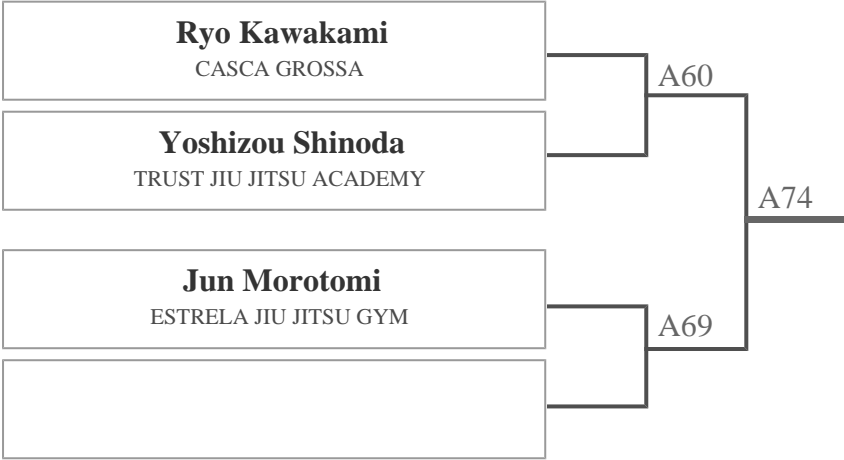 Ryo Kawakami
CASCA GROSSA
A60
Yoshizou Shinoda
TRUST JIU JITSU ACADEMY
A74
Jun Morotomi
ESTRELA JIU JITSU GYM
A69